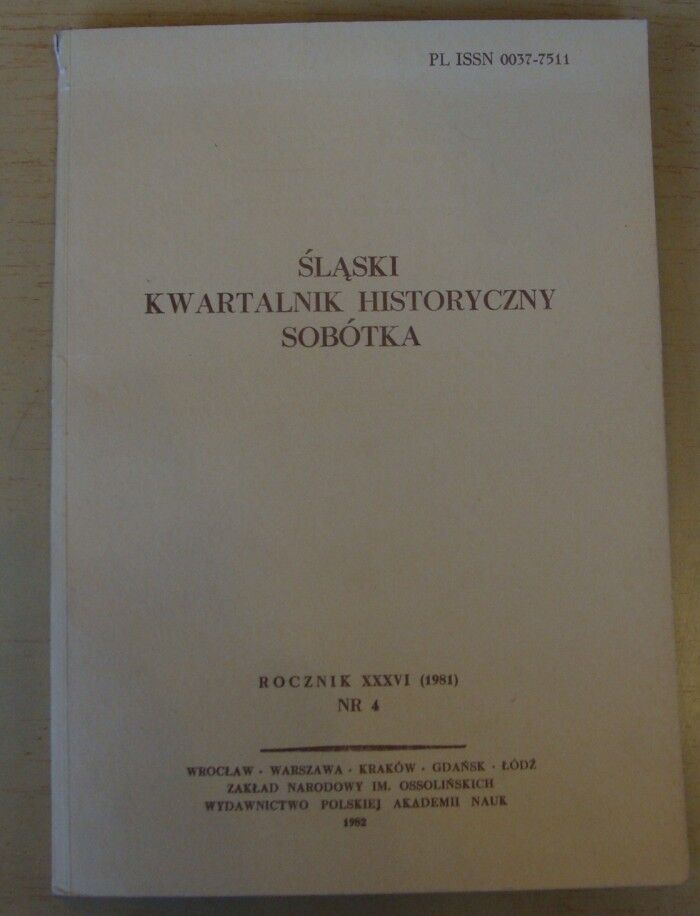 PL ISSN 0037-7511
ŚLĄSKI
KWARTALNIK HISTORYCZNY
SOBÓTKA
ROCZNIK XXXVI (1981)
NR 4
WROCŁAW · WARSZAWA · KRAKÓW · GDAŃSK · ŁÓDŹ
ZAKŁAD NARODOWY IM. OSSOLIŃSKICH
WYDAWNICTWO POLSKIEJ AKADEMII NAUK
1982